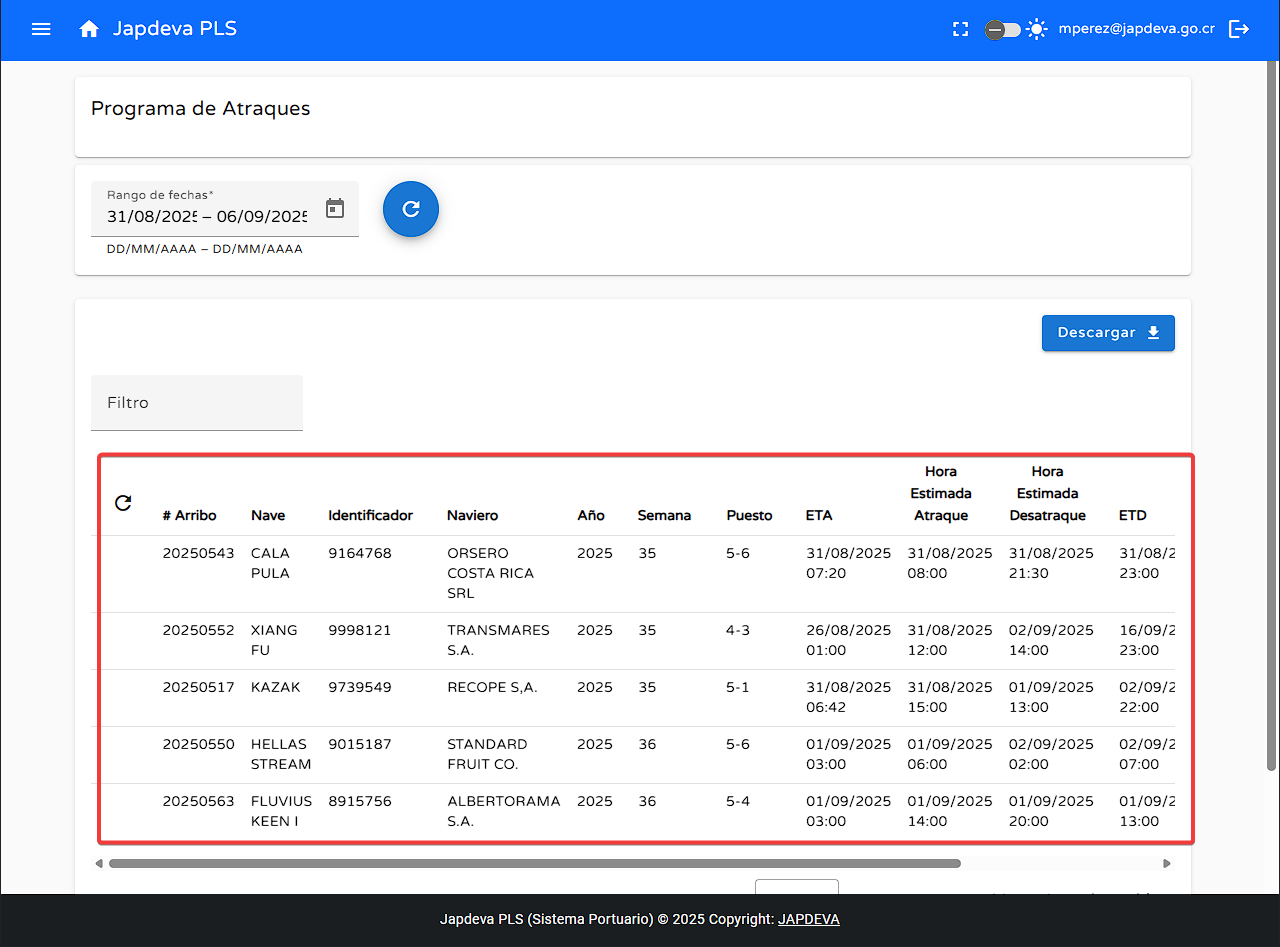 Japdeva PLS
mperez@japdeva.go.cr
Programa de Atraques
Rango de fechas*
31/08/2025 – 06/09/2025
DD/MM/AAAA – DD/MM/AAAA
Descargar
Filtro
# Arribo Nave Identificador Naviero Año Semana Puesto ETA Hora Estimada Atraque Hora Estimada Desatraque ETD
20250543 CALA PULA 9164768 ORSERO COSTA RICA SRL 2025 35 5-6 31/08/2025 07:20 31/08/2025 08:00 31/08/2025 21:30 31/08/2 23:00
20250552 XIANG FU 9998121 TRANSMARES S.A. 2025 35 4-3 26/08/2025 01:00 31/08/2025 12:00 02/09/2025 14:00 16/09/2 23:00
20250517 KAZAK 9739549 RECOPE S,A. 2025 35 5-1 31/08/2025 06:42 31/08/2025 15:00 01/09/2025 13:00 02/09/2 22:00
20250550 HELLAS STREAM 9015187 STANDARD FRUIT CO. 2025 36 5-6 01/09/2025 03:00 01/09/2025 06:00 02/09/2025 02:00 02/09/2 07:00
20250563 FLUVIUS KEEN I 8915756 ALBERTORAMA S.A. 2025 36 5-4 01/09/2025 03:00 01/09/2025 14:00 01/09/2025 20:00 01/09/2 13:00
Japdeva PLS (Sistema Portuario) © 2025 Copyright: JAPDEVA